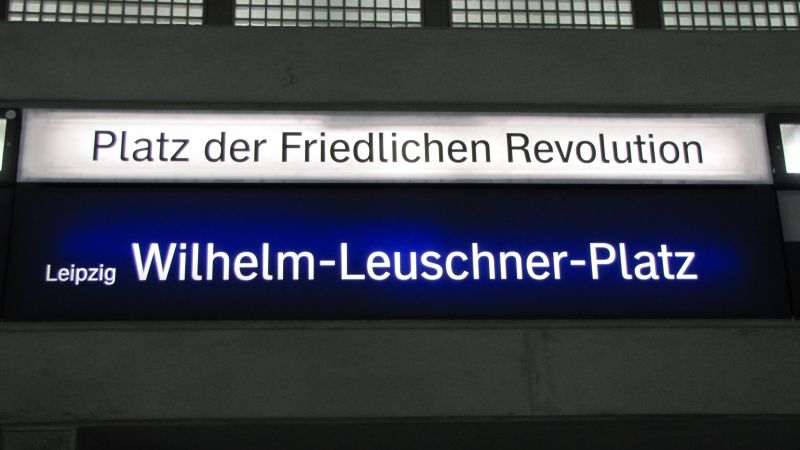 Platz der Friedlichen Revolution
Leipzig Wilhelm-Leuschner-Platz